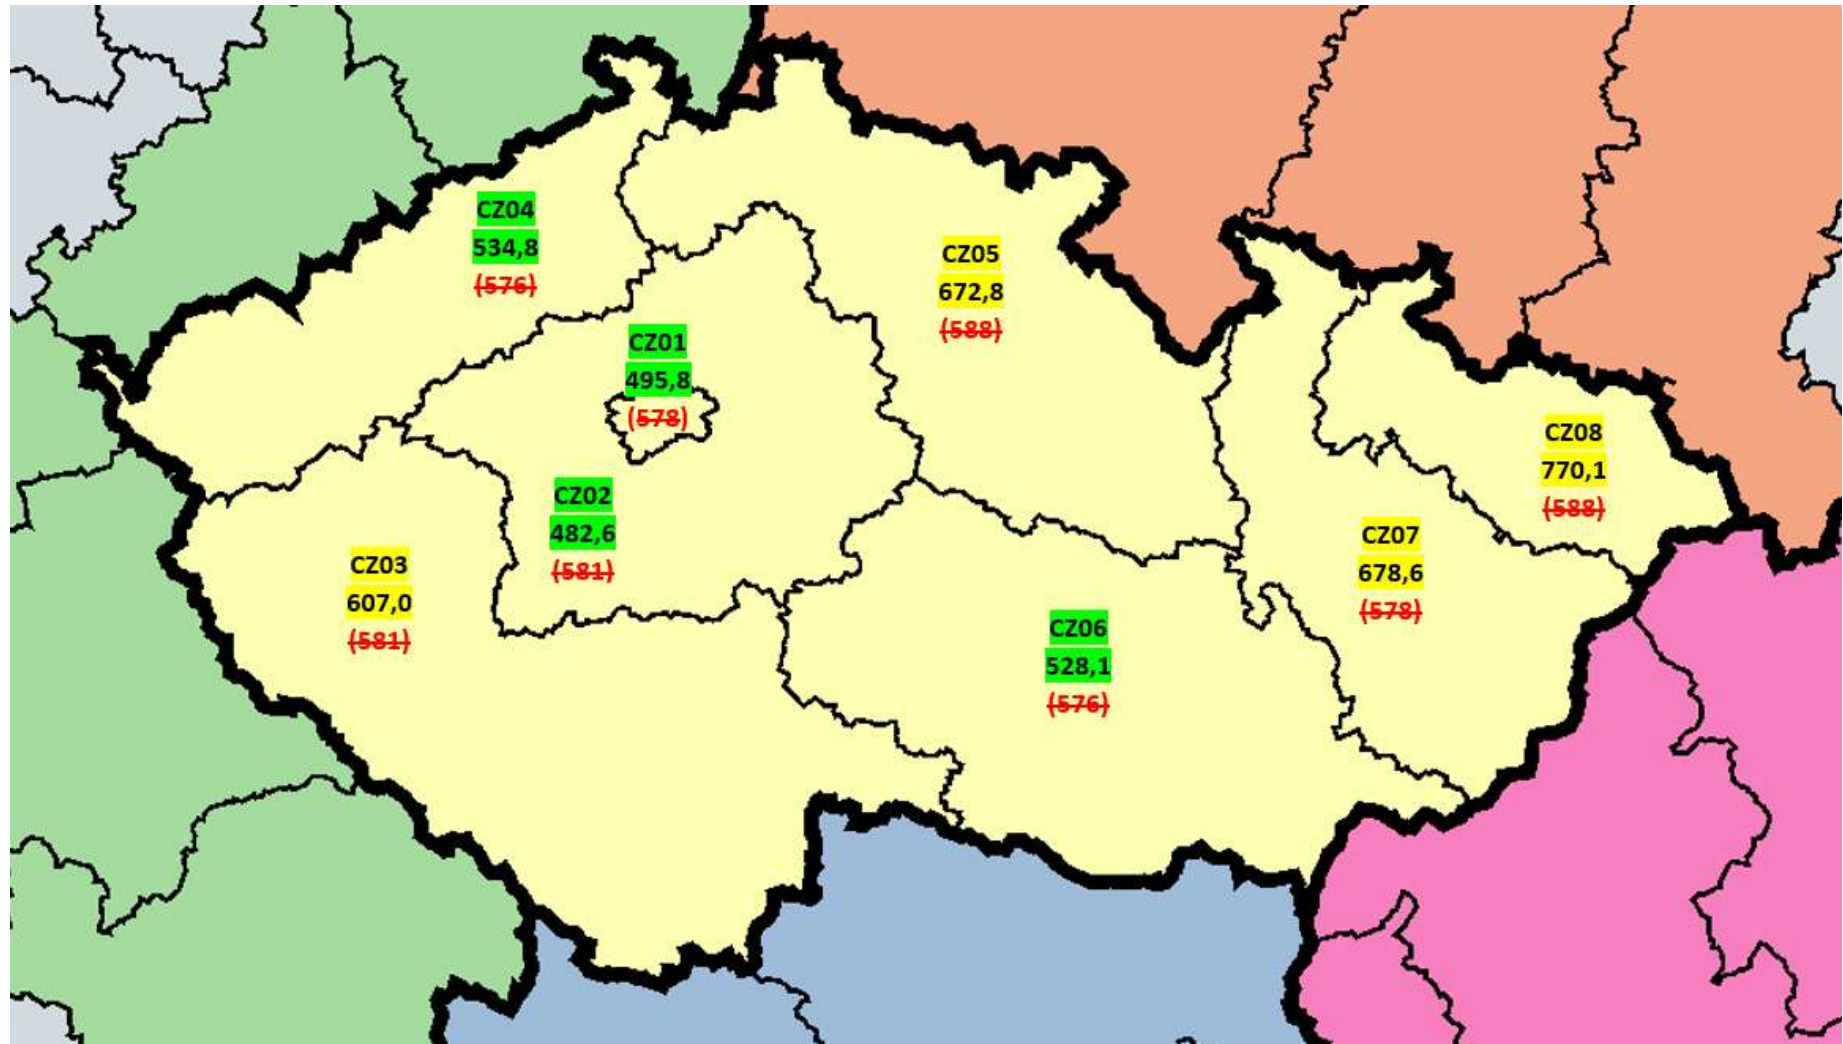 CZ04
534,8
(576)
CZ05
672,8
(588)
CZ01
495,8
(578)
CZ08
770,1
(588)
CZ02
482,6
(581)
CZ07
678,6
(578)
CZ03
607,0
(581)
CZ06
528,1
(576)